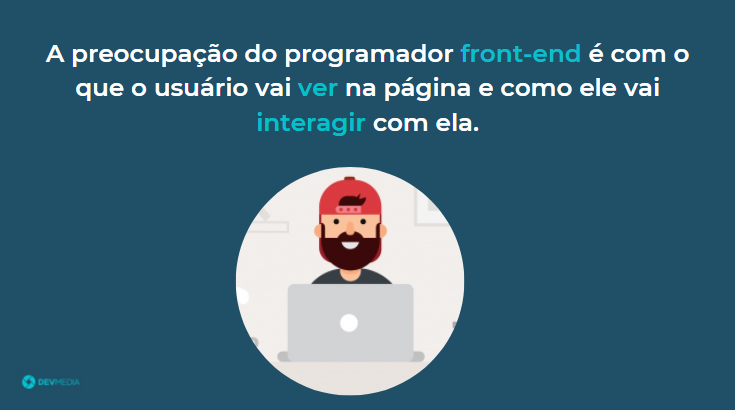 A preocupação do programador front-end é com o
que o usuário vai ver na página e como ele vai
interagir com ela.
DEVMEDIA